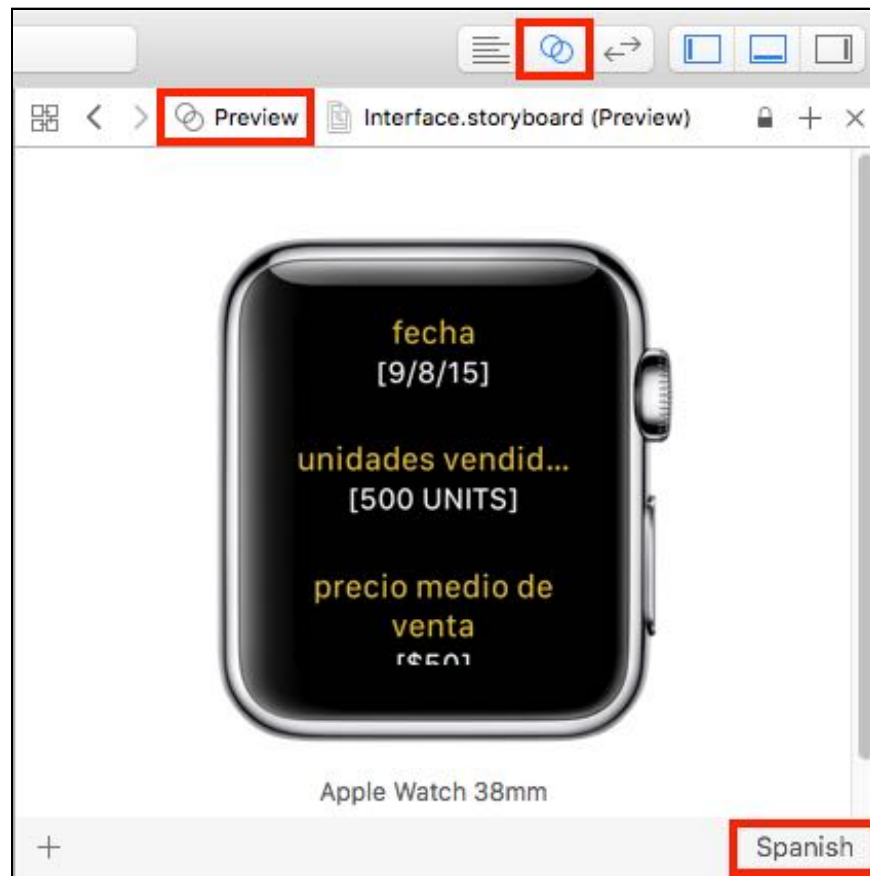 Preview
Interface.storyboard (Preview)
fecha
[9/8/15]
unidades vendid...
[500 UNITS]
precio medio de
venta
[$50]
Apple Watch 38mm
Spanish